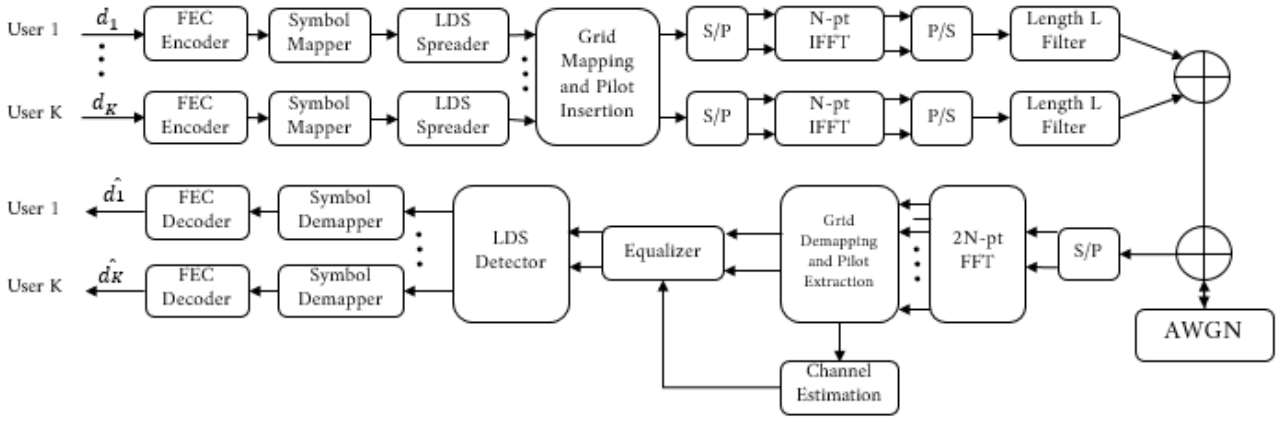 User 1
d₁
FEC
Encoder
Symbol
Mapper
LDS
Spreader
Grid
Mapping
and Pilot
Insertion
S/P
N-pt
IFFT
P/S
Length L
Filter
User K
d_K
FEC
Encoder
Symbol
Mapper
LDS
Spreader
S/P
N-pt
IFFT
P/S
Length L
Filter
User 1
d̂1
FEC
Decoder
Symbol
Demapper
LDS
Detector
Equalizer
Grid
Demapping
and Pilot
Extraction
2N-pt
FFT
S/P
User K
d̂K
FEC
Decoder
Symbol
Demapper
AWGN
Channel
Estimation